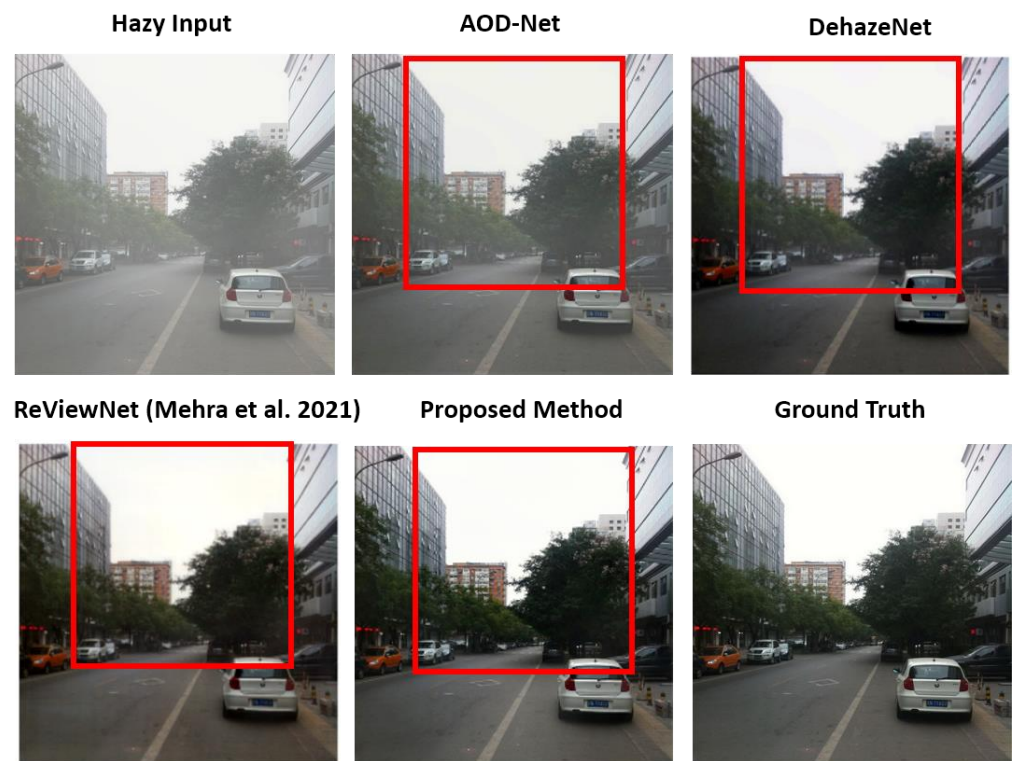 Hazy Input
AOD-Net
DehazeNet
ReViewNet (Mehra et al. 2021)
Proposed Method
Ground Truth